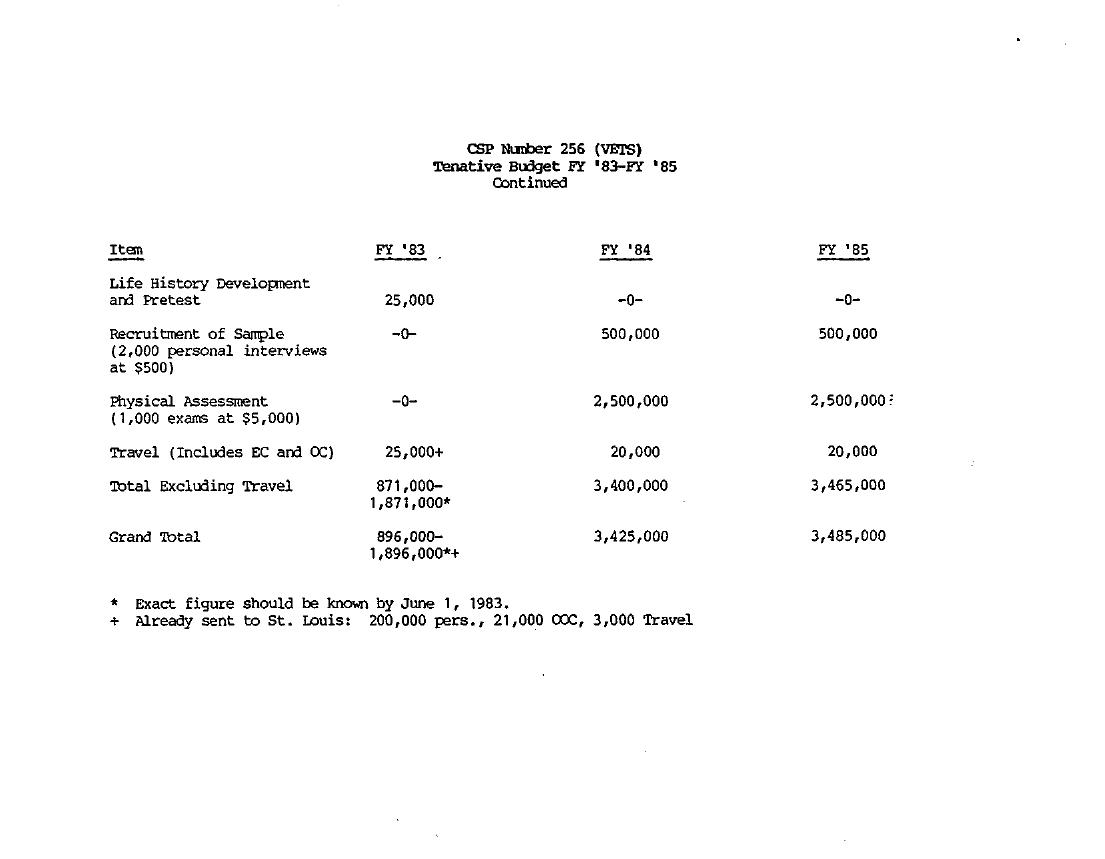 CSP Number 256 (VETS)
Tenative Budget FY '83-FY '85
Continued
Item FY '83 FY '84 FY '85
Life History Development
and Pretest 25,000 -0- -0-
Recruitment of Sample -0- 500,000 500,000
(2,000 personal interviews
at $500)
Physical Assessment -0- 2,500,000 2,500,000
(1,000 exams at $5,000)
Travel (Includes EC and OC) 25,000+ 20,000 20,000
Total Excluding Travel 871,000- 3,400,000 3,465,000
1,871,000*
Grand Total 896,000- 3,425,000 3,485,000
1,896,000*+
* Exact figure should be known by June 1, 1983.
+ Already sent to St. Louis: 200,000 pers., 21,000 CCC, 3,000 Travel